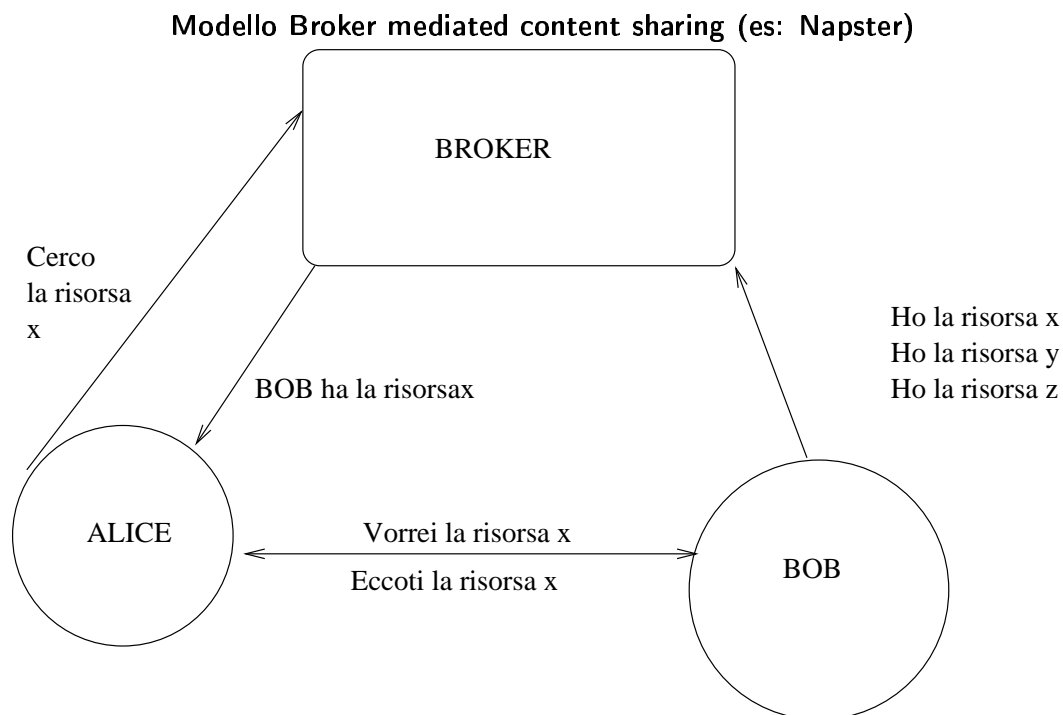 Modello Broker mediated content sharing (es: Napster)
BROKER
Cerco
la risorsa
x
Ho la risorsa x
Ho la risorsa y
Ho la risorsa z
BOB ha la risorsax
ALICE
Vorrei la risorsa x
Eccoti la risorsa x
BOB